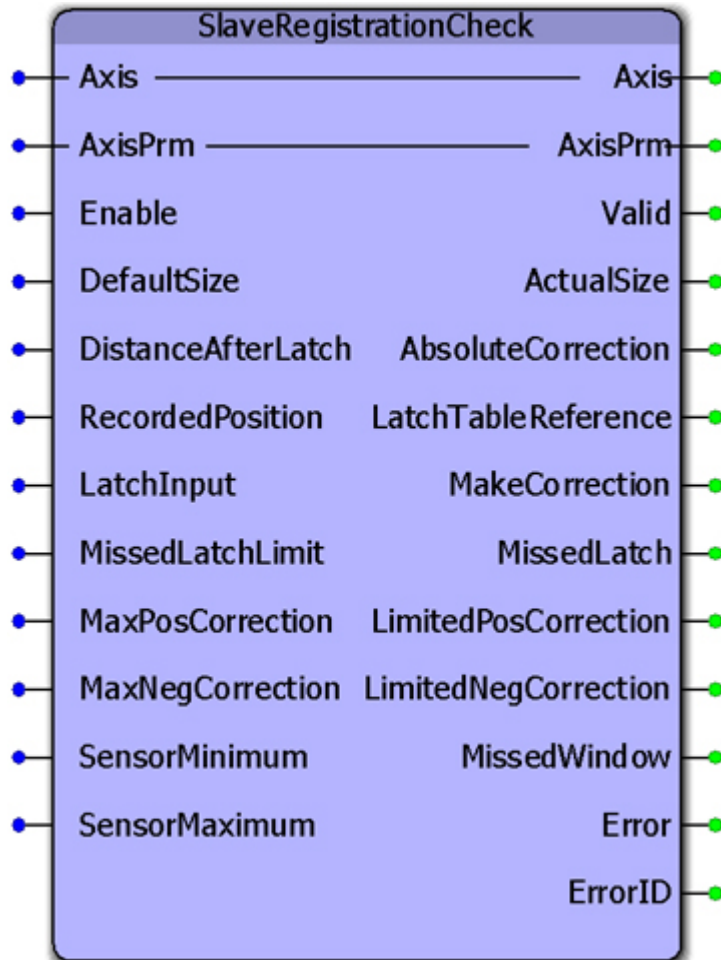 SlaveRegistrationCheck
Axis Axis
AxisPrm AxisPrm
Enable Valid
DefaultSize ActualSize
DistanceAfterLatch AbsoluteCorrection
RecordedPosition LatchTableReference
LatchInput MakeCorrection
MissedLatchLimit MissedLatch
MaxPosCorrection LimitedPosCorrection
MaxNegCorrection LimitedNegCorrection
SensorMinimum MissedWindow
SensorMaximum Error
ErrorID